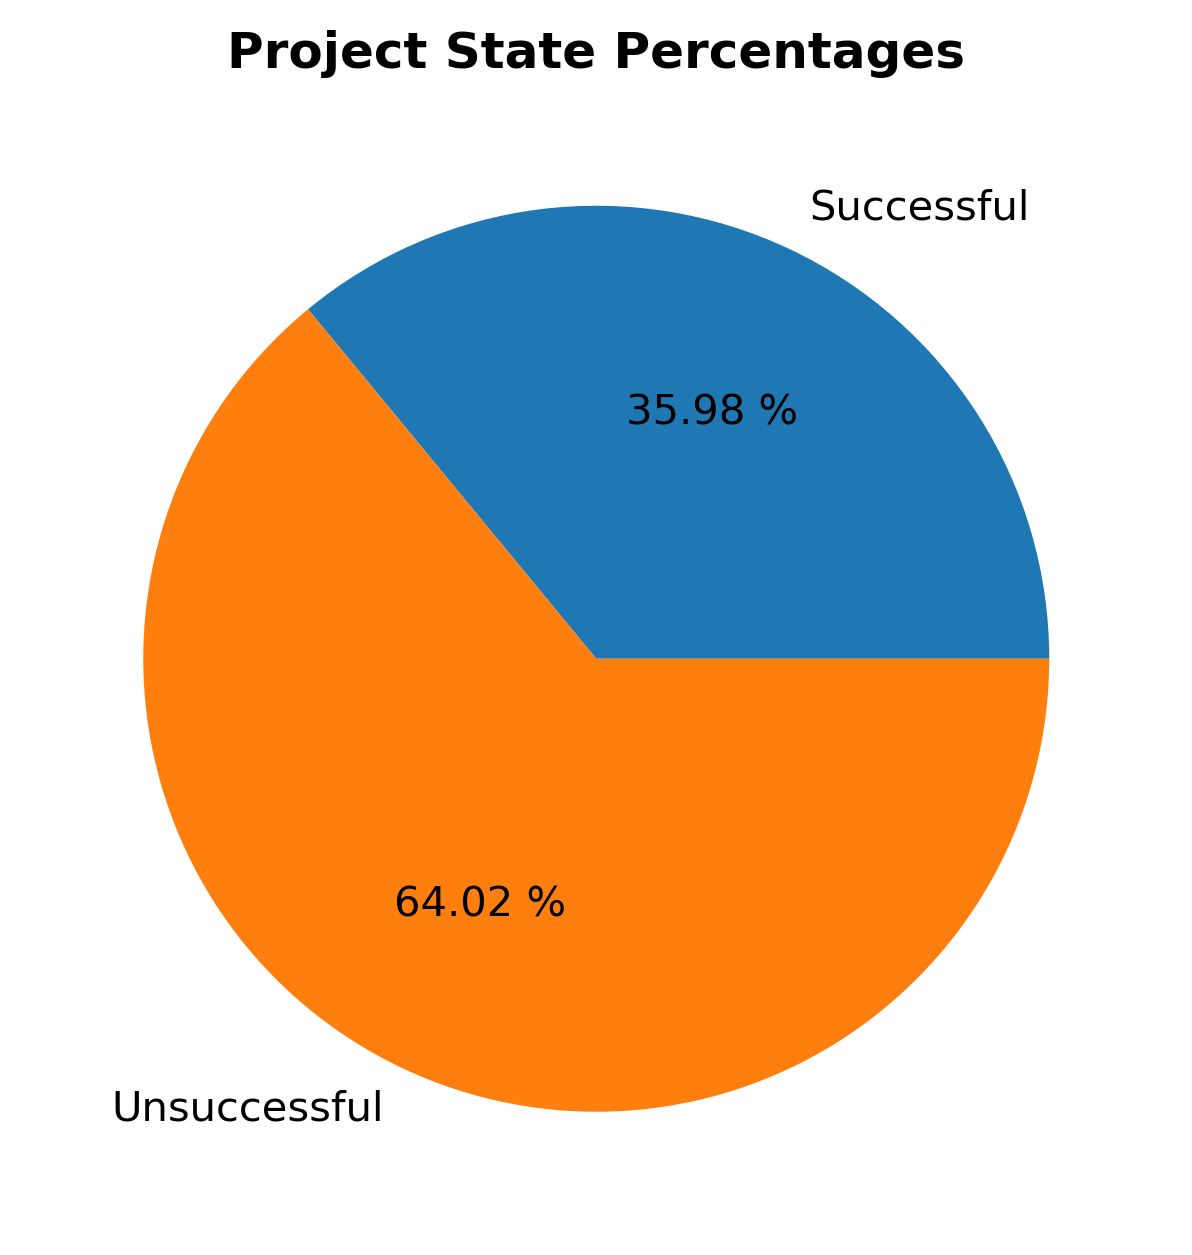 Project State Percentages
Successful
35.98 %
64.02 %
Unsuccessful